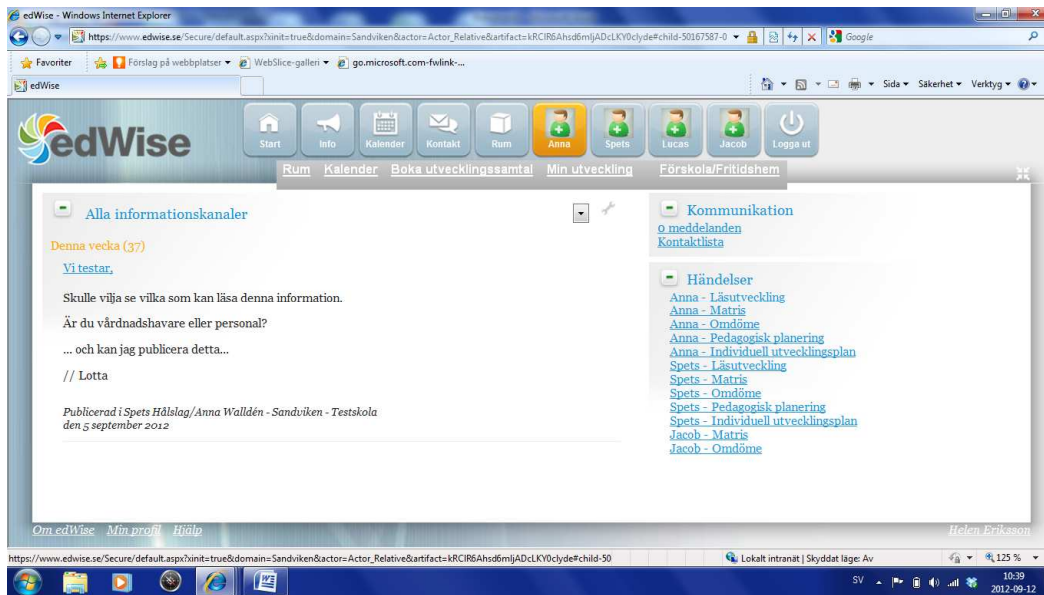 edWise - Windows Internet Explorer
https://www.edwise.se/Secure/default.aspx?xinit=true&domain=Sandviken&actor=Actor_Relative&artifact=kRCIR6Ahsd6mIjADcLKY0clyde#child-50167587-0
Google
Favoriter
Förslag på webbplatser
WebSlice-galleri
go.microsoft.com-fwlink-...
edWise
Sida
Säkerhet
Verktyg
edWise
Start
Info
Kalender
Kontakt
Rum
Anna
Spets
Lucas
Jacob
Logga ut
Rum Kalender Boka utvecklingssamtal Min utveckling Förskola/Fritidshem
Alla informationskanaler
Denna vecka (37)
Vi testar,
Skulle vilja se vilka som kan läsa denna information.
Är du vårdnadshavare eller personal?
... och kan jag publicera detta...
// Lotta
Publicerad i Spets Hålslag/Anna Walldén - Sandviken - Testskola
den 5 september 2012
Kommunikation
0 meddelanden
Kontaktlista
Händelser
Anna - Läsutveckling
Anna - Matris
Anna - Omdöme
Anna - Pedagogisk planering
Anna - Individuell utvecklingsplan
Spets - Läsutveckling
Spets - Matris
Spets - Omdöme
Spets - Pedagogisk planering
Spets - Individuell utvecklingsplan
Jacob - Matris
Jacob - Omdöme
Om edWise Min profil Hjälp
Helen Eriksson
https://www.edwise.se/Secure/default.aspx?xinit=true&domain=Sandviken&actor=Actor_Relative&artifact=kRCIR6Ahsd6mIjADcLKY0clyde#child-50
Lokalt intranät | Skyddat läge: Av
125 %
SV
10:39
2012-09-12